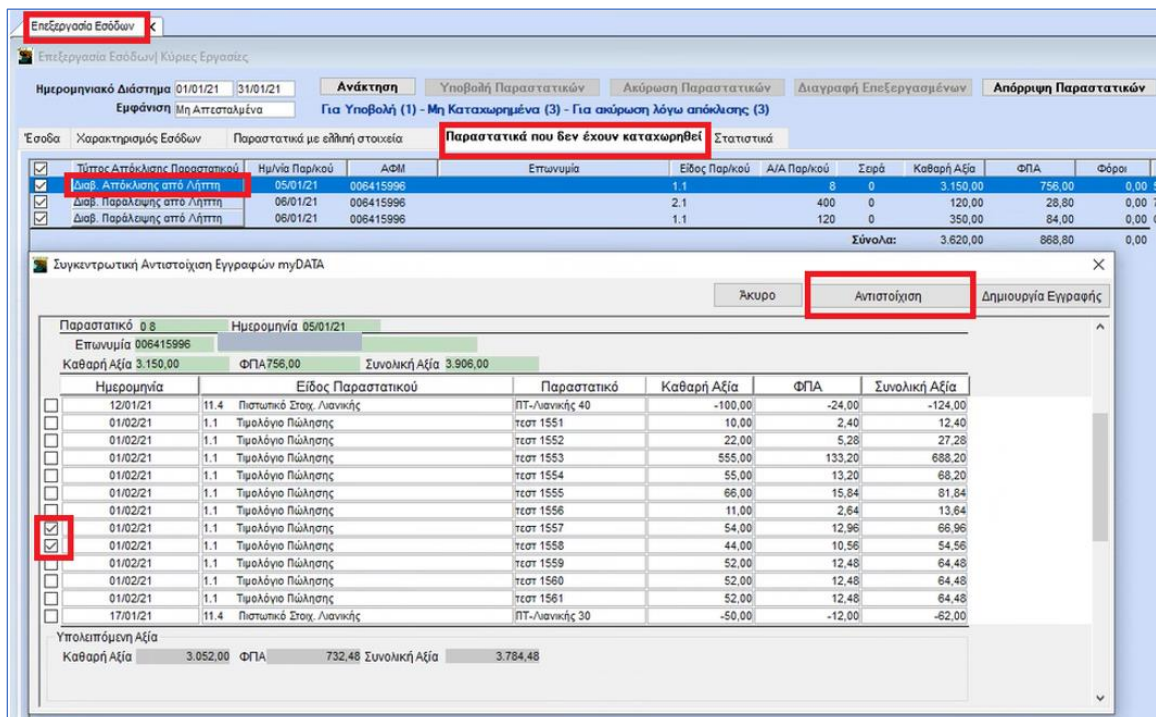 Επεξεργασία Εσόδων X
Επεξεργασία Εσόδων| Κύριες Εργασίες
Ημερομηνιακό Διάστημα 01/01/21 31/01/21 Ανάκτηση Υποβολή Παραστατικών Ακύρωση Παραστατικών Διαγραφή Επεξεργασμένων Απόρριψη Παραστατικών
Εμφάνιση Μη Απεσταλμένα Για Υποβολή (1) - Μη Καταχωρημένα (3) - Για ακύρωση λόγω απόκλισης (3)
Έσοδα Χαρακτηρισμός Εσόδων Παραστατικά με ελλιπή στοιχεία Παραστατικά που δεν έχουν καταχωρηθεί Στατιστικά
Τύπος Απόκλισης Παραστατικού Ημ/νία Παρ/κού ΑΦΜ Επωνυμία Είδος Παρ/κού Α/Α Παρ/κού Σειρά Καθαρή Αξία ΦΠΑ Φόροι
Διαβ. Απόκλισης από Λήπτη 05/01/21 006415996 1.1 8 0 3.150,00 756,00 0,00
Διαβ. Παράλειψης από Λήπτη 06/01/21 006415996 2.1 400 0 120,00 28,80 0,00
Διαβ. Παράλειψης από Λήπτη 06/01/21 006415996 1.1 120 0 350,00 84,00 0,00
Σύνολα: 3.620,00 868,80 0,00
Συγκεντρωτική Αντιστοίχιση Εγγραφών myDATA
Άκυρο Αντιστοίχιση Δημιουργία Εγγραφής
Παραστατικό 0 8 Ημερομηνία 05/01/21
Επωνυμία 006415996
Καθαρή Αξία 3.150,00 ΦΠΑ 756,00 Συνολική Αξία 3.906,00
Ημερομηνία Είδος Παραστατικού Παραστατικό Καθαρή Αξία ΦΠΑ Συνολική Αξία
12/01/21 11.4 Πιστωτικό Στοιχ. Λιανικής ΠΤ-Λιανικής 40 -100,00 -24,00 -124,00
01/02/21 1.1 Τιμολόγιο Πώλησης τεστ 1551 10,00 2,40 12,40
01/02/21 1.1 Τιμολόγιο Πώλησης τεστ 1552 22,00 5,28 27,28
01/02/21 1.1 Τιμολόγιο Πώλησης τεστ 1553 555,00 133,20 688,20
01/02/21 1.1 Τιμολόγιο Πώλησης τεστ 1554 55,00 13,20 68,20
01/02/21 1.1 Τιμολόγιο Πώλησης τεστ 1555 66,00 15,84 81,84
01/02/21 1.1 Τιμολόγιο Πώλησης τεστ 1556 11,00 2,64 13,64
01/02/21 1.1 Τιμολόγιο Πώλησης τεστ 1557 54,00 12,96 66,96
01/02/21 1.1 Τιμολόγιο Πώλησης τεστ 1558 44,00 10,56 54,56
01/02/21 1.1 Τιμολόγιο Πώλησης τεστ 1559 52,00 12,48 64,48
01/02/21 1.1 Τιμολόγιο Πώλησης τεστ 1560 52,00 12,48 64,48
01/02/21 1.1 Τιμολόγιο Πώλησης τεστ 1561 52,00 12,48 64,48
17/01/21 11.4 Πιστωτικό Στοιχ. Λιανικής ΠΤ-Λιανικής 30 -50,00 -12,00 -62,00
Υπολειπόμενη Αξία
Καθαρή Αξία 3.052,00 ΦΠΑ 732,48 Συνολική Αξία 3.784,48